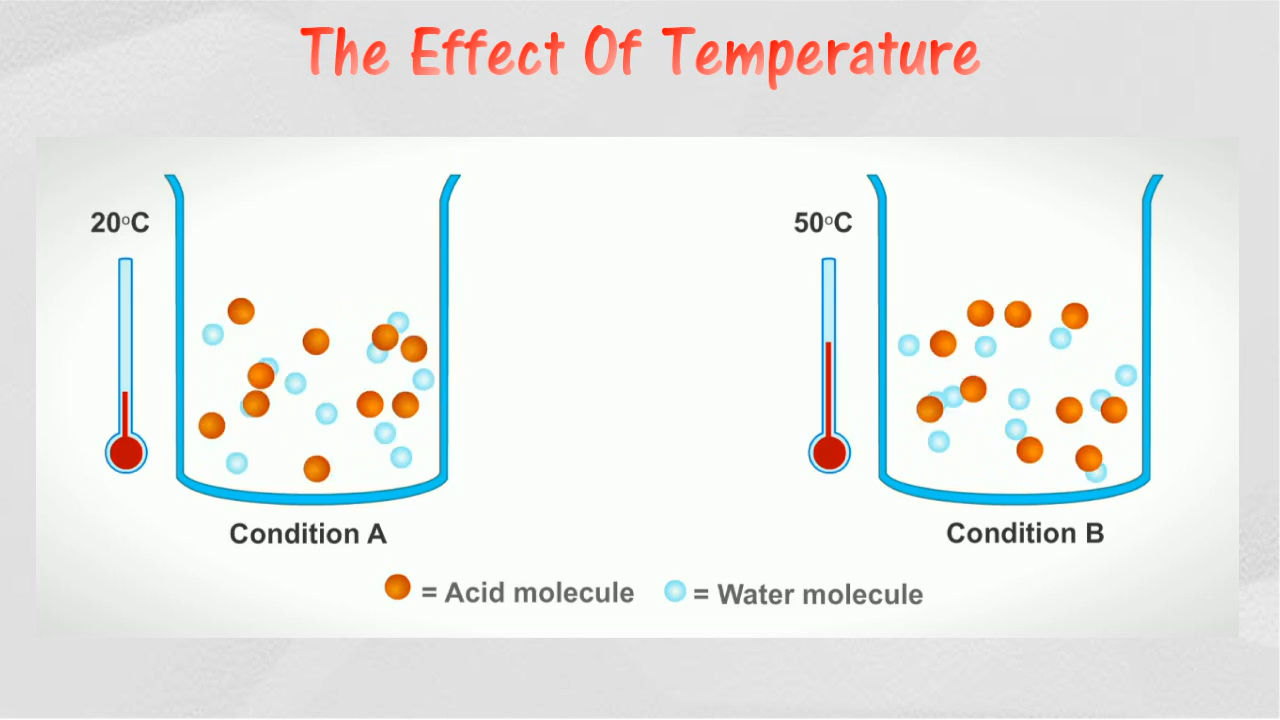 The Effect Of Temperature
20°C
50°C
Condition A
Condition B
= Acid molecule
= Water molecule